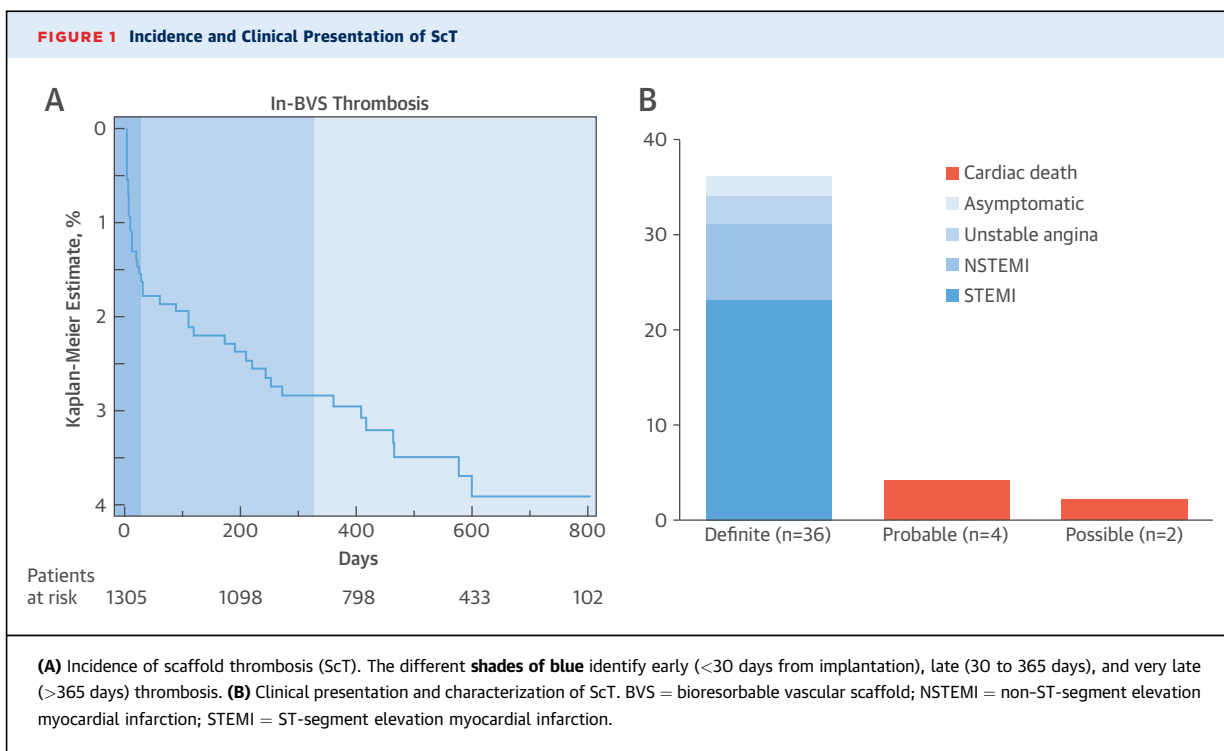 FIGURE 1 Incidence and Clinical Presentation of ScT
A
In-BVS Thrombosis
Kaplan-Meier Estimate, %
0
1
2
3
4
0 200 400 600 800
Days
Patients
at risk 1305 1098 798 433 102
B
40
30
20
10
0
Cardiac death
Asymptomatic
Unstable angina
NSTEMI
STEMI
Definite (n=36) Probable (n=4) Possible (n=2)
(A) Incidence of scaffold thrombosis (ScT). The different shades of blue identify early (<30 days from implantation), late (30 to 365 days), and very late
(>365 days) thrombosis. (B) Clinical presentation and characterization of ScT. BVS = bioresorbable vascular scaffold; NSTEMI = non–ST-segment elevation
myocardial infarction; STEMI = ST-segment elevation myocardial infarction.